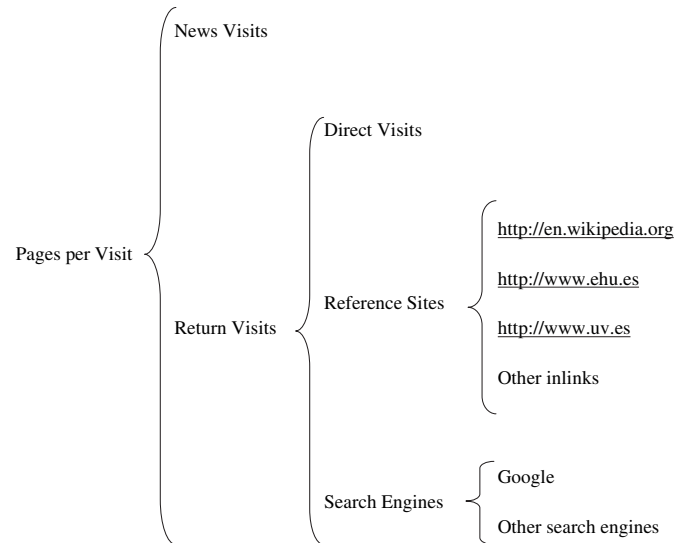 News Visits
Direct Visits
http://en.wikipedia.org
Pages per Visit
http://www.ehu.es
Reference Sites
Return Visits
http://www.uv.es
Other inlinks
Google
Search Engines
Other search engines